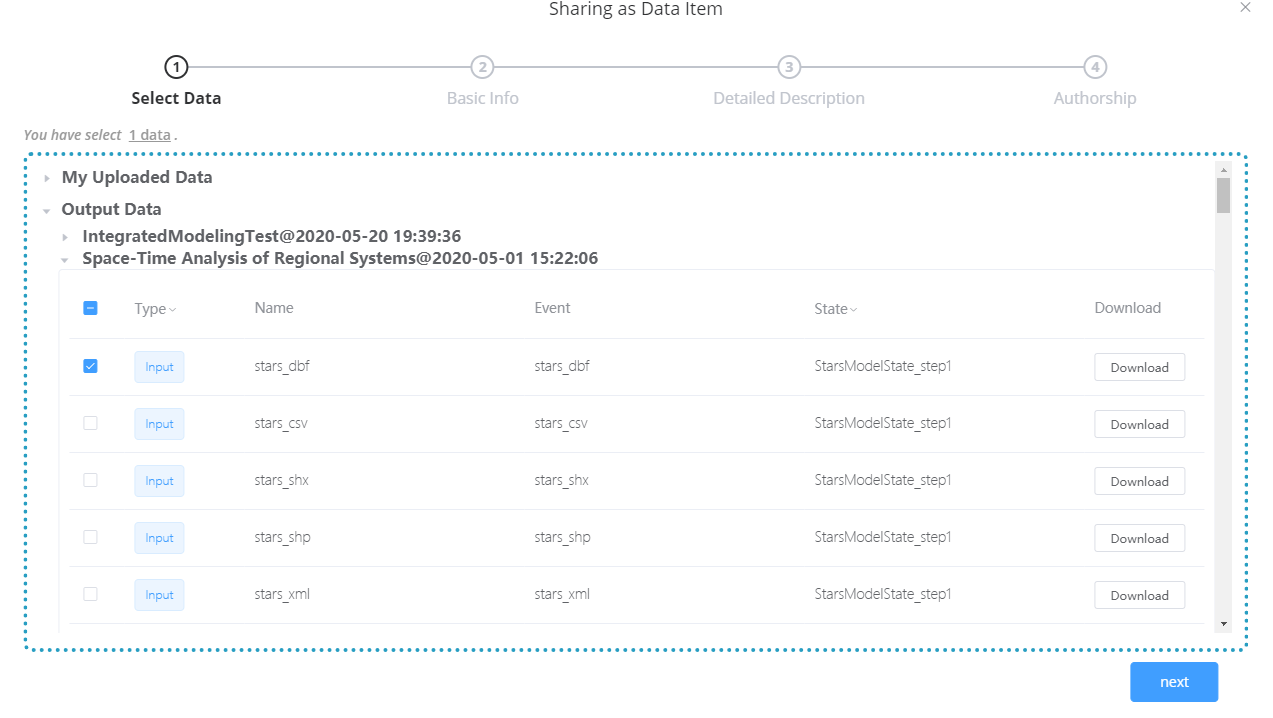 Sharing as Data Item
1 2 3 4
Select Data Basic Info Detailed Description Authorship
You have select 1 data .
My Uploaded Data
Output Data
IntegratedModelingTest@2020-05-20 19:39:36
Space-Time Analysis of Regional Systems@2020-05-01 15:22:06
Type Name Event State Download
Input stars_dbf stars_dbf StarsModelState_step1 Download
Input stars_csv stars_csv StarsModelState_step1 Download
Input stars_shx stars_shx StarsModelState_step1 Download
Input stars_shp stars_shp StarsModelState_step1 Download
Input stars_xml stars_xml StarsModelState_step1 Download
next